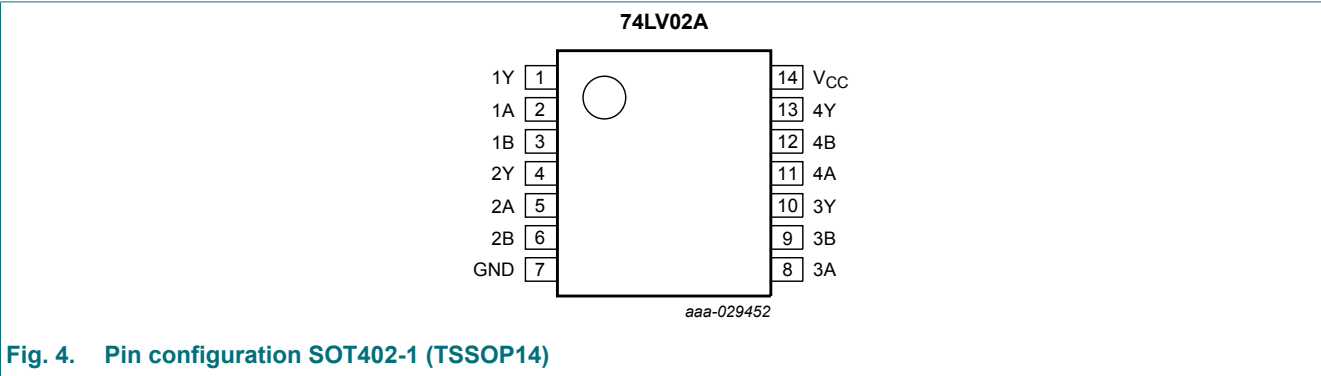 74LV02A
1Y 1 14 VCC
1A 2 13 4Y
1B 3 12 4B
2Y 4 11 4A
2A 5 10 3Y
2B 6 9 3B
GND 7 8 3A
aaa-029452
Fig. 4. Pin configuration SOT402-1 (TSSOP14)